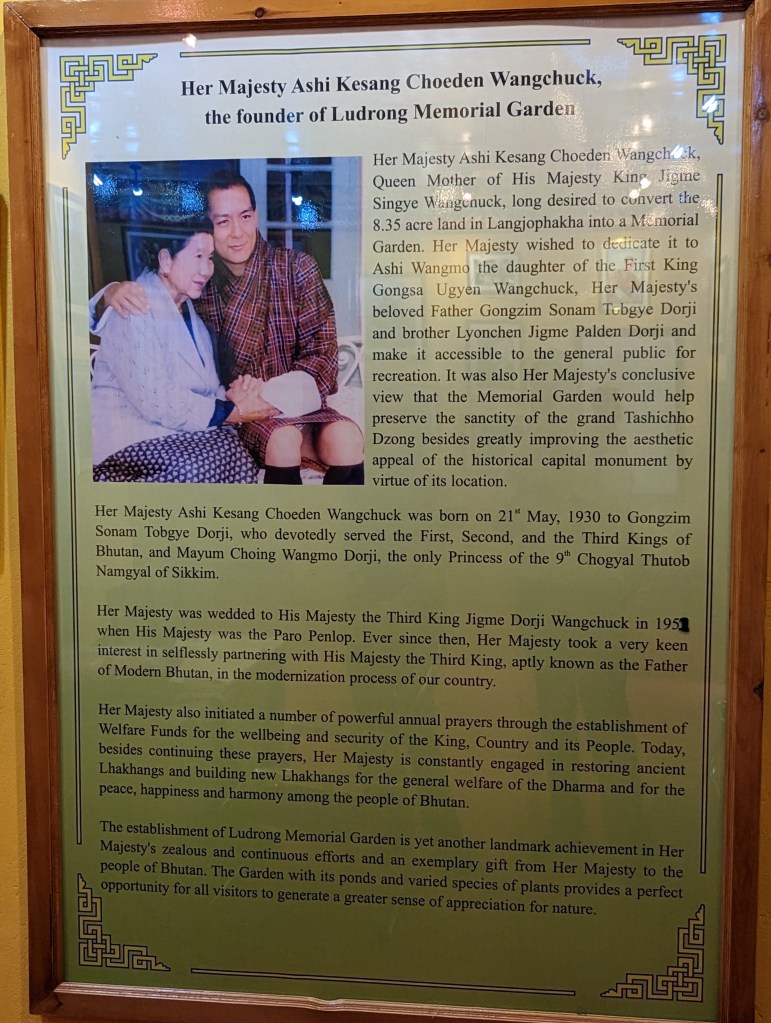 Her Majesty Ashi Kesang Choeden Wangchuck,
the founder of Ludrong Memorial Garden
Her Majesty Ashi Kesang Choeden Wangchuck,
Queen Mother of His Majesty King Jigme
Singye Wangchuck, long desired to convert the
8.35 acre land in Langjophakha into a Memorial
Garden. Her Majesty wished to dedicate it to
Ashi Wangmo the daughter of the First King
Gongsa Ugyen Wangchuck, Her Majesty's
beloved Father Gongzim Sonam Tobgye Dorji
and brother Lyonchen Jigme Palden Dorji and
make it accessible to the general public for
recreation. It was also Her Majesty's conclusive
view that the Memorial Garden would help
preserve the sanctity of the grand Tashichho
Dzong besides greatly improving the aesthetic
appeal of the historical capital monument by
virtue of its location.
Her Majesty Ashi Kesang Choeden Wangchuck was born on 21st May, 1930 to Gongzim
Sonam Tobgye Dorji, who devotedly served the First, Second, and the Third Kings of
Bhutan, and Mayum Choing Wangmo Dorji, the only Princess of the 9th Chogyal Thutob
Namgyal of Sikkim.
Her Majesty was wedded to His Majesty the Third King Jigme Dorji Wangchuck in
when His Majesty was the Paro Penlop. Ever since then, Her Majesty took a very keen
interest in selflessly partnering with His Majesty the Third King, aptly known as the Father
of Modern Bhutan, in the modernization process of our country.
Her Majesty also initiated a number of powerful annual prayers through the establishment of
Welfare Funds for the wellbeing and security of the King, Country and its People. Today,
besides continuing these prayers, Her Majesty is constantly engaged in restoring ancient
Lhakhangs and building new Lhakhangs for the general welfare of the Dharma and for the
peace, happiness and harmony among the people of Bhutan.
The establishment of Ludrong Memorial Garden is yet another landmark achievement in Her
Majesty's zealous and continuous efforts and an exemplary gift from Her Majesty to the
people of Bhutan. The Garden with its ponds and varied species of plants provides a perfect
opportunity for all visitors to generate a greater sense of appreciation for nature.